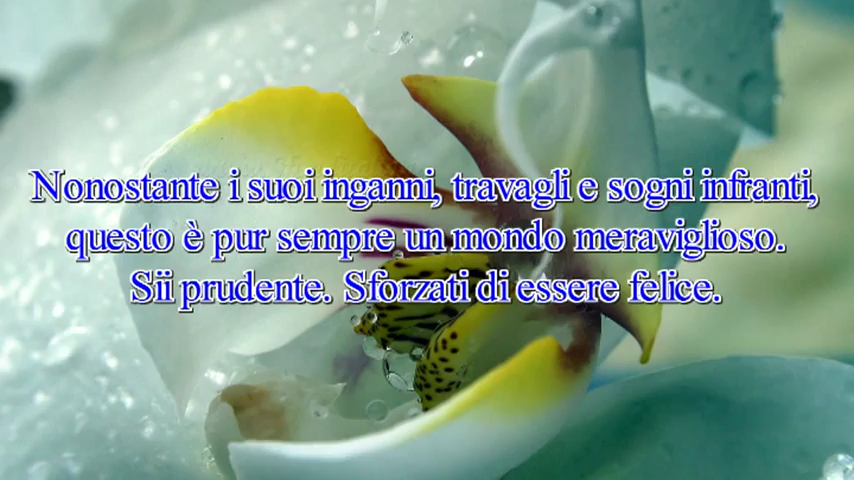 Nonostante i suoi inganni, travagli e sogni infranti,
questo è pur sempre un mondo meraviglioso.
Sii prudente. Sforzati di essere felice.